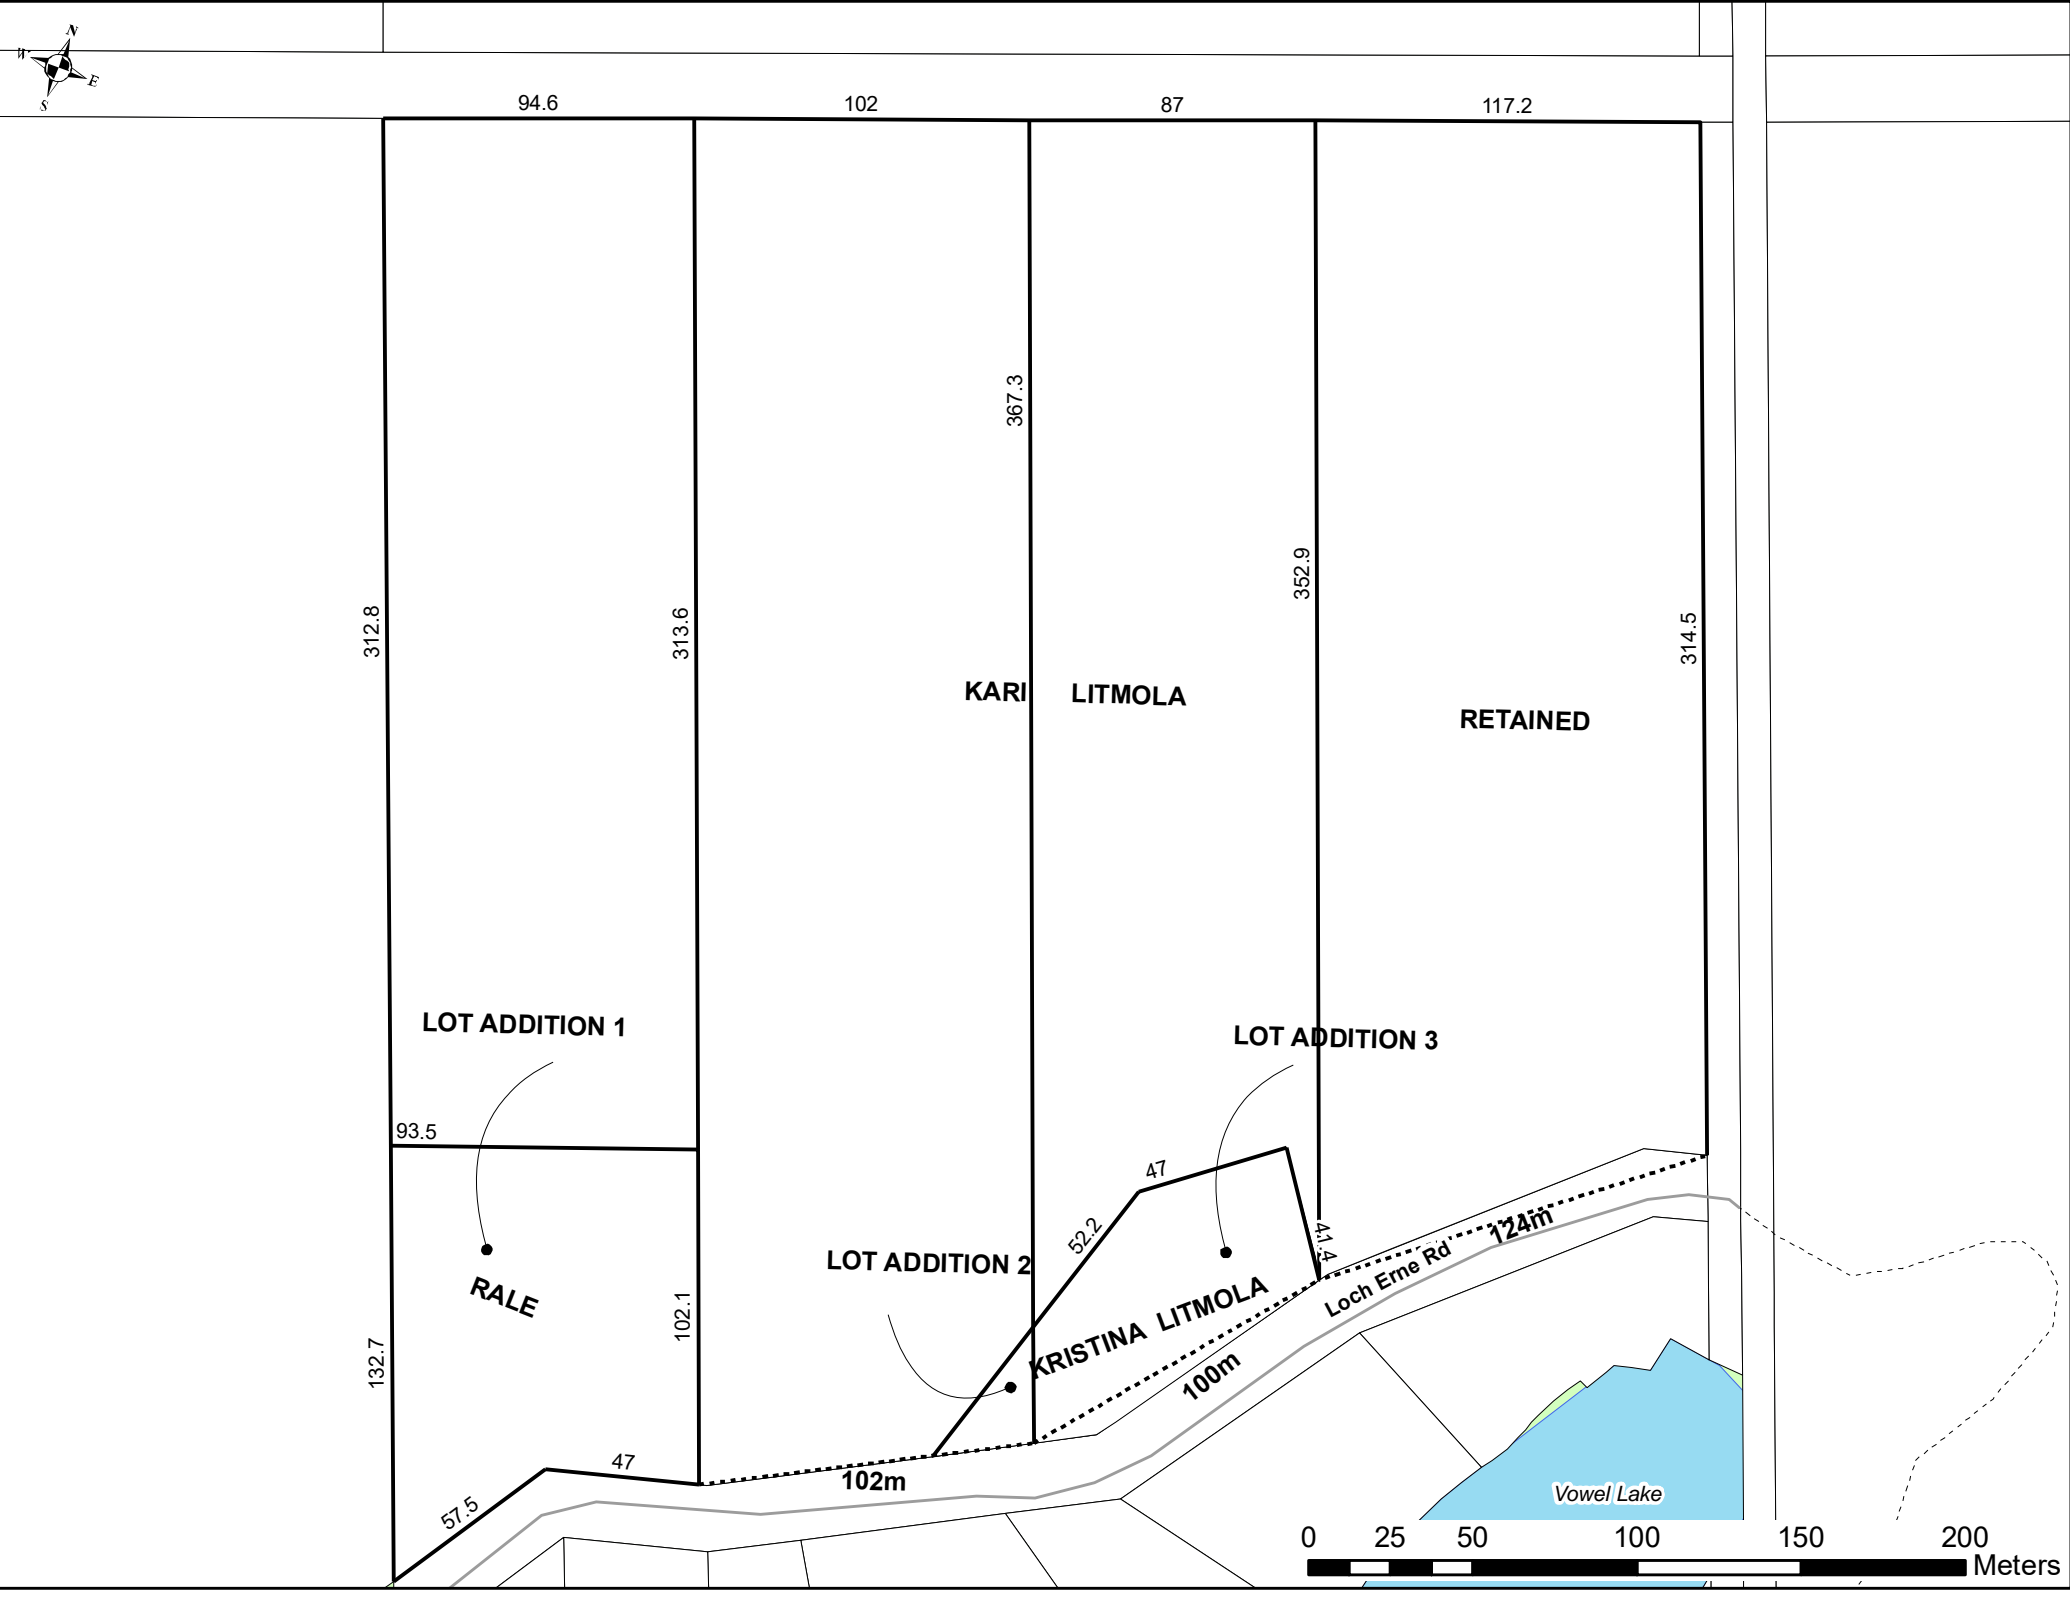 N
W
E
S
94.6
102
87
117.2
367.3
352.9
312.8
313.6
314.5
KARI LITMOLA
RETAINED
LOT ADDITION 1
LOT ADDITION 3
93.5
47
52.2
41.4
124m
Loch Erne Rd
LOT ADDITION 2
RALE
KRISTINA LITMOLA
102.1
132.7
100m
47
102m
57.5
Vowel Lake
0 25 50 100 150 200
Meters